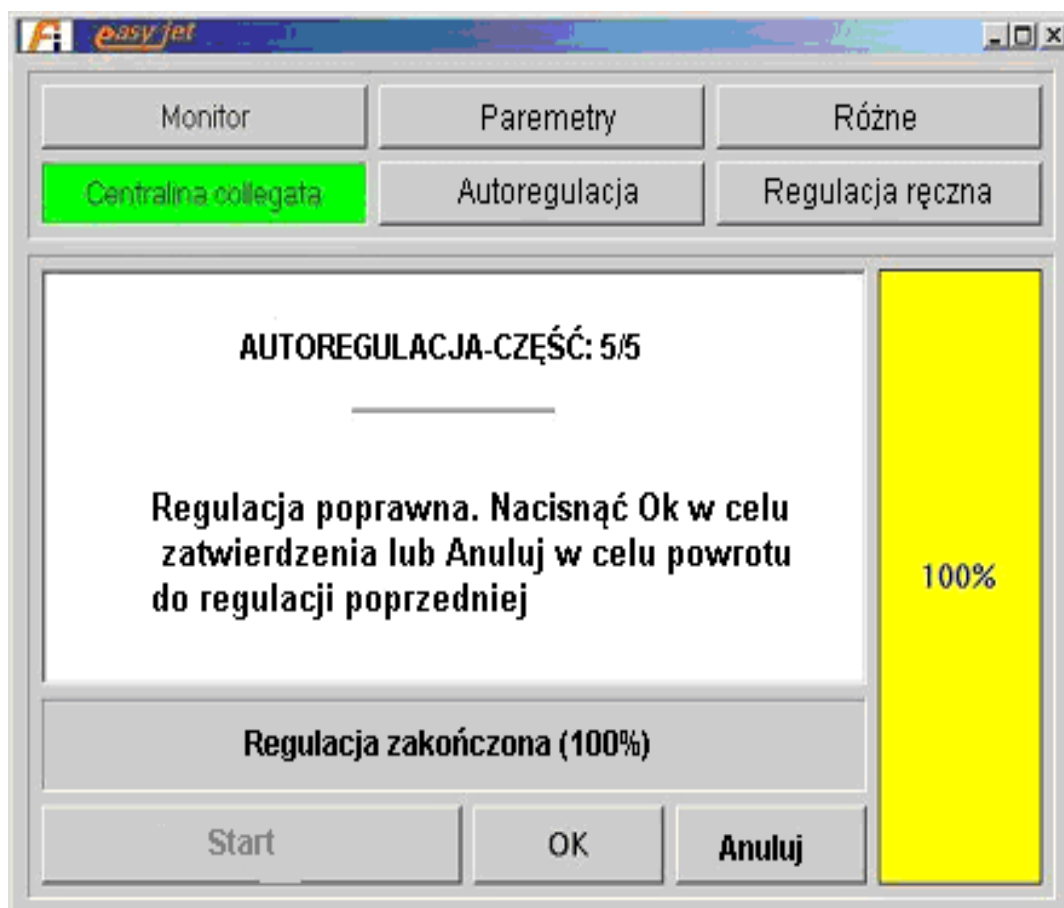 easy jet
Monitor
Paremetry
Różne
Centralina collegata
Autoregulacja
Regulacja ręczna
AUTOREGULACJA-CZĘŚĆ: 5/5
Regulacja poprawna. Nacisnąć Ok w celu
zatwierdzenia lub Anuluj w celu powrotu
do regulacji poprzedniej
100%
Regulacja zakończona (100%)
Start
OK
Anuluj